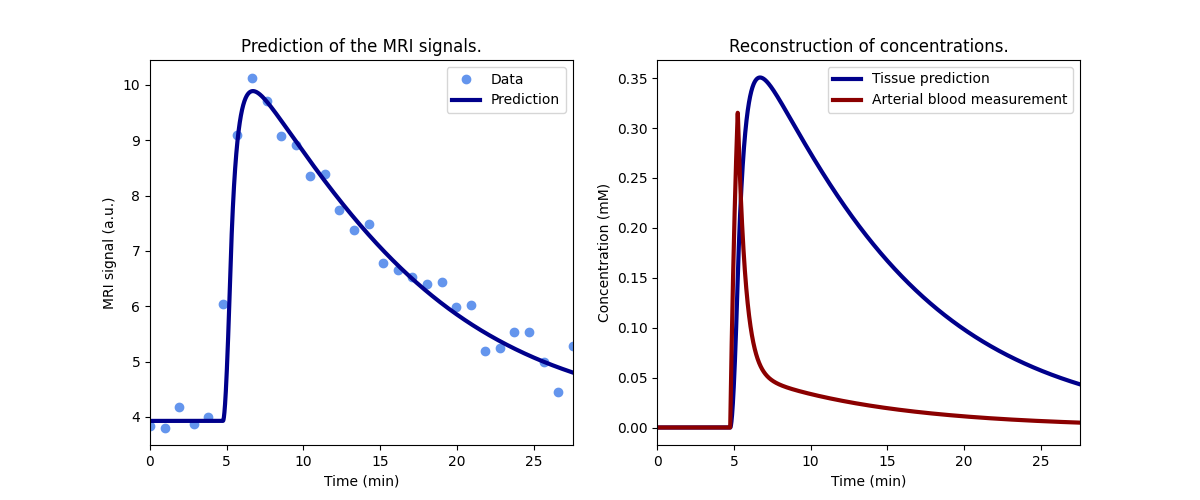 Prediction of the MRI signals.
Data
Prediction
10
9
8
7
6
5
4
MRI signal (a.u.)
0
5
10
15
20
25
Time (min)
Reconstruction of concentrations.
Tissue prediction
Arterial blood measurement
0.35
0.30
0.25
0.20
0.15
0.10
0.05
0.00
Concentration (mM)
0
5
10
15
20
25
Time (min)